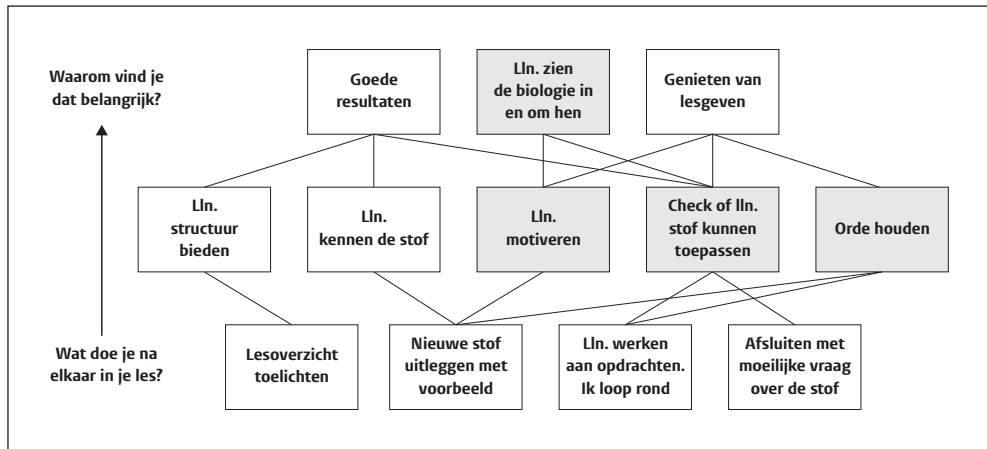 Waarom vind je
dat belangrijk?
Goede
resultaten
Lln. zien
de biologie in
en om hen
Genieten van
lesgeven
Lln.
structuur
bieden
Lln.
kennen de stof
Lln.
motiveren
Check of lln.
stof kunnen
toepassen
Orde houden
Wat doe je na
elkaar in je les?
Lesoverzicht
toelichten
Nieuwe stof
uitleggen met
voorbeeld
Lln. werken
aan opdrachten.
Ik loop rond
Afsluiten met
moeilijke vraag
over de stof